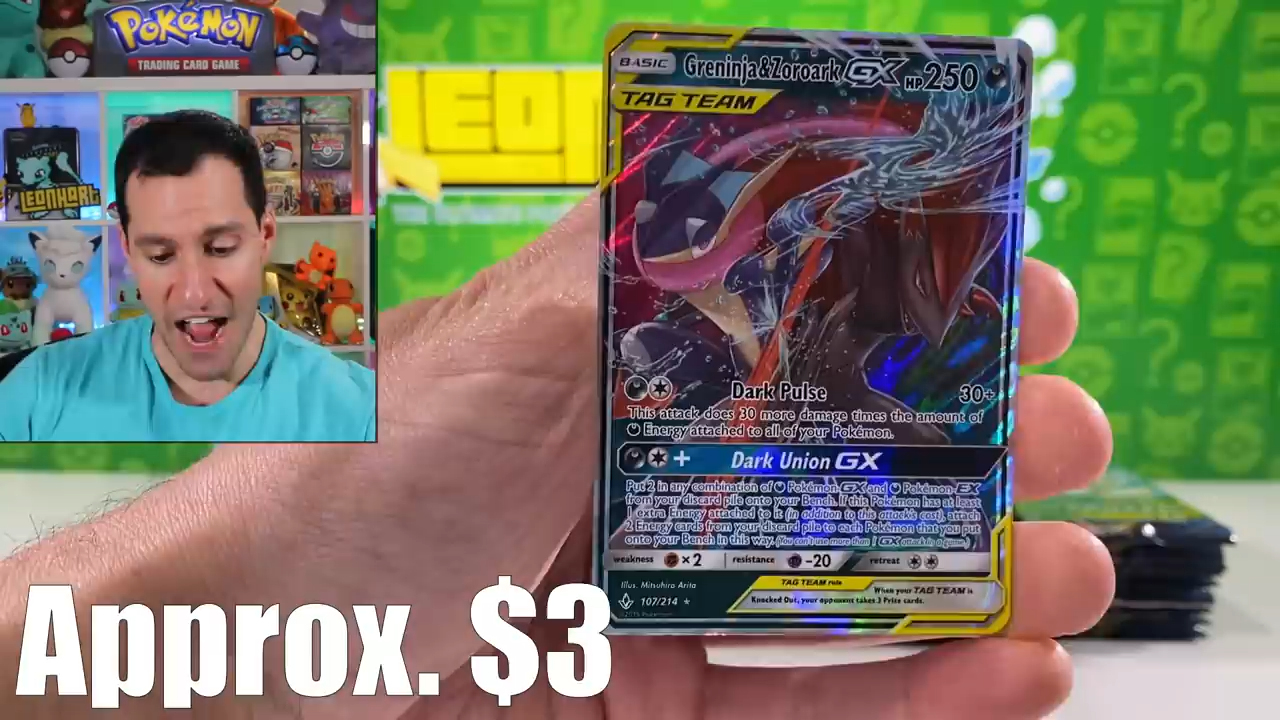 POKÉMON
TRADING CARD GAME
LEONHART
LEON
BASIC Greninja&Zoroark GX HP250
TAG TEAM
Dark Pulse 30+
This attack does 30 more damage times the amount of
Energy attached to all of your Pokémon.
+ Dark Union GX
Put 2 in any combination of Pokémon-GX and Pokémon-EX
from your discard pile onto your Bench. If this Pokémon has at least
1 extra Energy attached to it (in addition to this attack's cost), attach
2 Energy cards from your discard pile to each Pokémon that you put
onto your Bench in this way. (You can't use more than 1 GX attack in a game.)
weakness ×2 resistance -20 retreat
Illus. Mitsuhiro Arita
107/214
©2019 Pokémon
TAG TEAM rule
When your TAG TEAM is
Knocked Out, your opponent takes 3 Prize cards.
Approx. $3